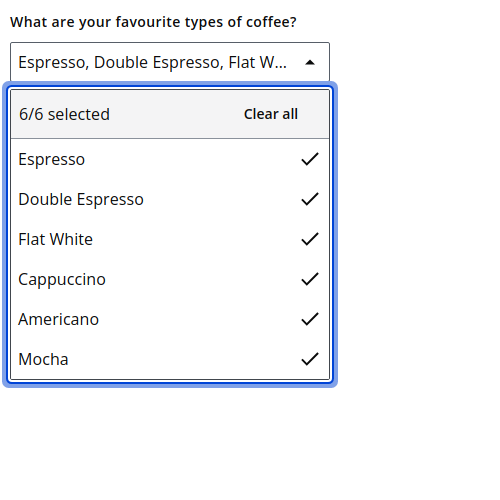 What are your favourite types of coffee?
Espresso, Double Espresso, Flat W...
6/6 selected Clear all
Espresso
Double Espresso
Flat White
Cappuccino
Americano
Mocha